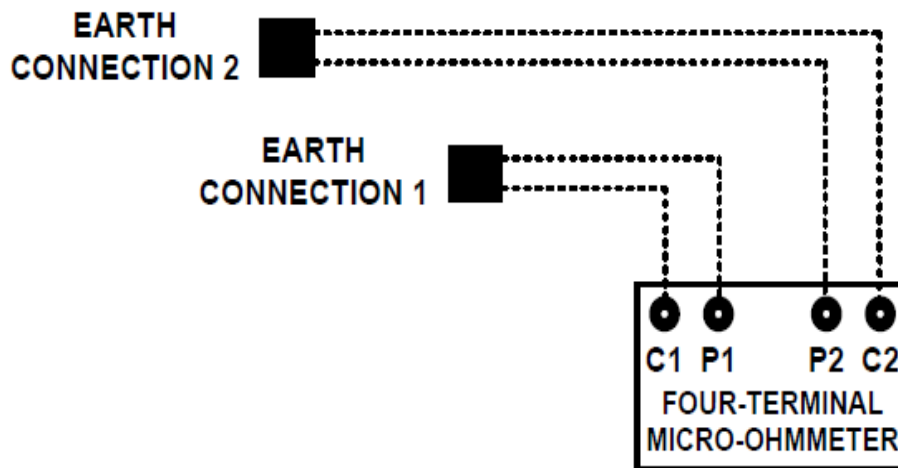 EARTH
CONNECTION 2
EARTH
CONNECTION 1
C1 P1 P2 C2
FOUR-TERMINAL
MICRO-OHMMETER